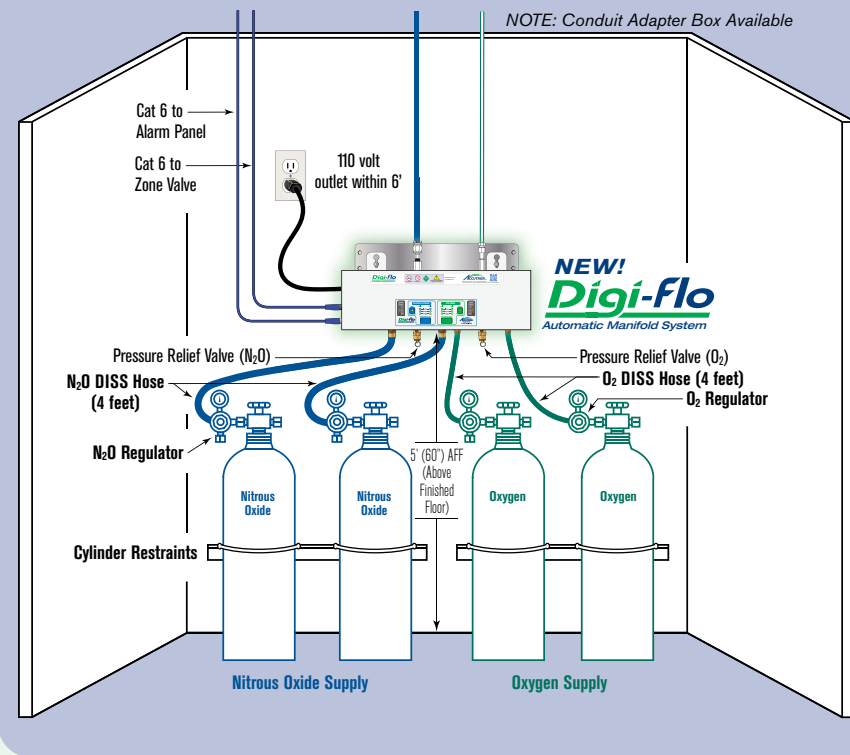 NOTE: Conduit Adapter Box Available
Cat 6 to
Alarm Panel
Cat 6 to
Zone Valve
110 volt
outlet within 6'
NEW!
Digi-flo
Automatic Manifold System
Digi-flo
Accutron
Pressure Relief Valve (N₂O)
N₂O DISS Hose
(4 feet)
N₂O Regulator
Pressure Relief Valve (O₂)
O₂ DISS Hose (4 feet)
O₂ Regulator
5' (60") AFF
(Above
Finished
Floor)
Nitrous
Oxide
Nitrous
Oxide
Oxygen
Oxygen
Cylinder Restraints
Nitrous Oxide Supply
Oxygen Supply